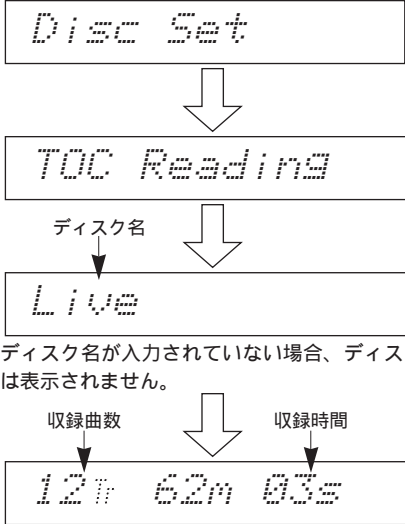 Disc Set
TOC Reading
ディスク名
Live
ディスク名が入力されていない場合、ディス
は表示されません。
収録曲数 収録時間
12Tr 62m 03s